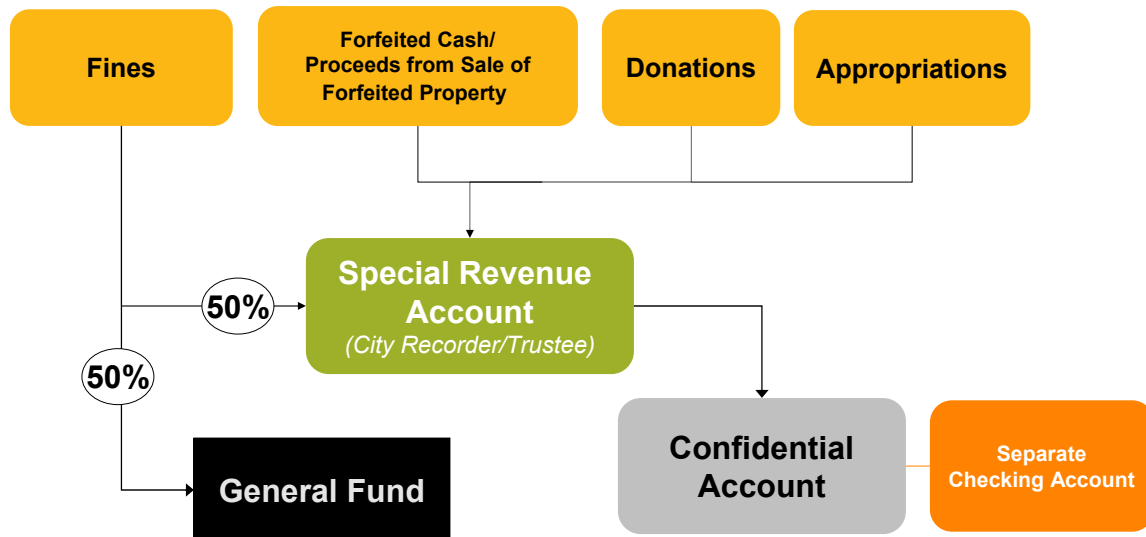 Fines
Forfeited Cash/
Proceeds from Sale of
Forfeited Property
Donations
Appropriations
Special Revenue
Account
(City Recorder/Trustee)
50%
50%
General Fund
Confidential
Account
Separate
Checking Account